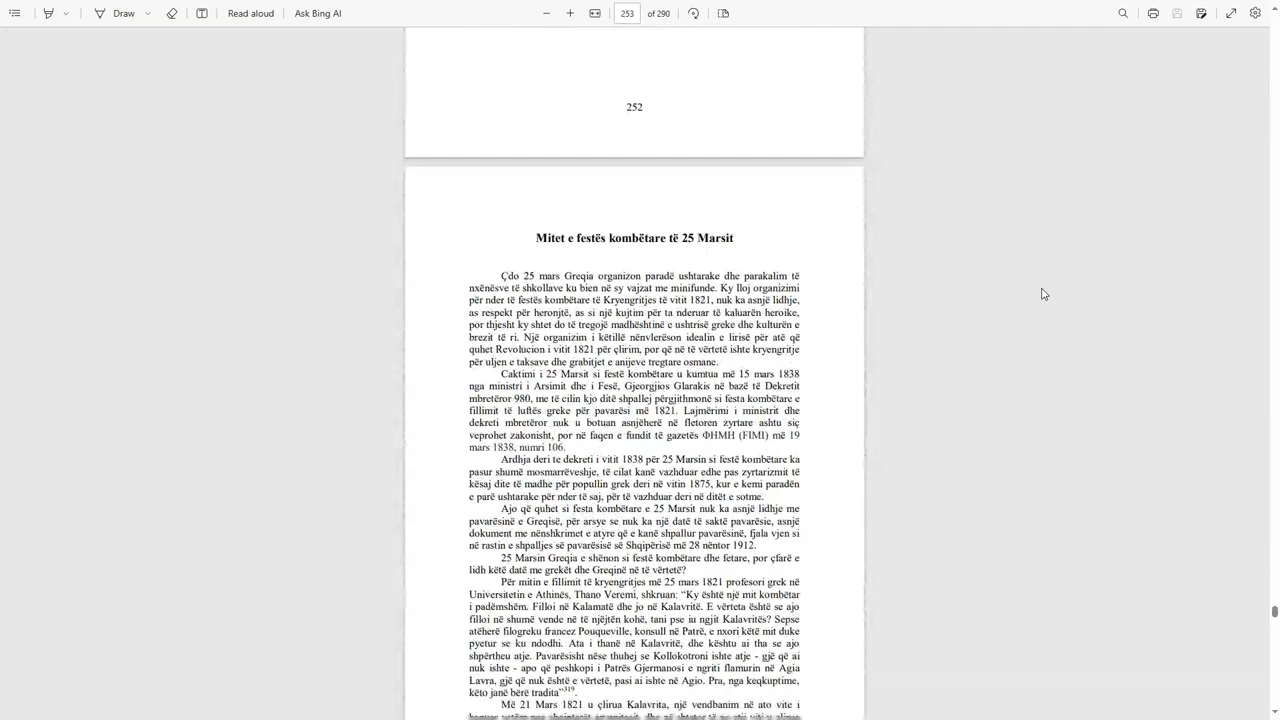 Draw
Read aloud
Ask Bing AI
253 of 290
252
Mitet e festës kombëtare të 25 Marsit
Çdo 25 mars Greqia organizon paradë ushtarake dhe parakalim të
nxënësve të shkollave ku bien në sy vajzat me minifunde. Ky lloj organizimi
për nder të festës kombëtare të Kryengritjes të vitit 1821, nuk ka asnjë lidhje,
as respekt për heronjtë, as si një kujtim për ta nderuar të kaluarën heroike,
por thjesht ky shtet do të tregojë madhështinë e ushtrisë greke dhe kulturën e
brezit të ri. Një organizim i këtillë nënvlerëson idealin e lirisë për atë që
quhet Revolucion i vitit 1821 për çlirim, por që në të vërtetë ishte kryengritje
për uljen e taksave dhe grabitjet e anijeve tregtare osmane.
Caktimi i 25 Marsit si festë kombëtare u kumtua më 15 mars 1838
nga ministri i Arsimit dhe i Fesë, Gjeorgjios Glarakis në bazë të Dekretit
mbretëror 980, me të cilin kjo ditë shpallej përgjithmonë si festa kombëtare e
fillimit të luftës greke për pavarësi më 1821. Lajmërimi i ministrit dhe
dekreti mbretëror nuk u botuan asnjëherë në fletoren zyrtare ashtu siç
veprohet zakonisht, por në faqen e fundit të gazetës ΦΗΜΗ (FIMI) më 19
mars 1838, numri 106.
Ardhja deri te dekreti i vitit 1838 për 25 Marsin si festë kombëtare ka
pasur shumë mosmarrëveshje, të cilat kanë vazhduar edhe pas zyrtarizmit të
kësaj dite të madhe për popullin grek deri në vitin 1875, kur e kemi paradën
e parë ushtarake për nder të saj, për të vazhduar deri në ditët e sotme.
Ajo që quhet si festa kombëtare e 25 Marsit nuk ka asnjë lidhje me
pavarësinë e Greqisë, për arsye se nuk ka një datë të saktë pavarësie, asnjë
dokument me nënshkrimet e atyre që e kanë shpallur pavarësinë, fjala vjen si
në rastin e shpalljes së pavarësisë së Shqipërisë më 28 nëntor 1912.
25 Marsin Greqia e shënon si festë kombëtare dhe fetare, por çfarë e
lidh këtë datë me grekët dhe Greqinë në të vërtetë?
Për mitin e fillimit të kryengritjes më 25 mars 1821 profesori grek në
Universitetin e Athinës, Thano Veremi, shkruan: “Ky është një mit kombëtar
i padëmshëm. Filloi në Kalamatë dhe jo në Kalavritë. E vërteta është se ajo
filloi në shumë vende në të njëjtën kohë, tani pse iu ngjit Kalavritës? Sepse
atëherë filogreku francez Pouqueville, konsull në Patrë, e nxori këtë mit duke
pyetur se ku ndodhi. Ata i thanë në Kalavritë, dhe kështu ai tha se ajo
shpërtheu atje. Pavarësisht nëse thuhej se Kollokotroni ishte atje - gjë që ai
nuk ishte - apo që peshkopi i Patrës Gjermanosi e ngriti flamurin në Agia
Lavra, gjë që nuk është e vërtetë, pasi ai ishte në Agio. Pra, nga keqkuptime,
këto janë bërë tradita”319.
Më 21 Mars 1821 u çlirua Kalavrita, një vendbanim në ato vite i